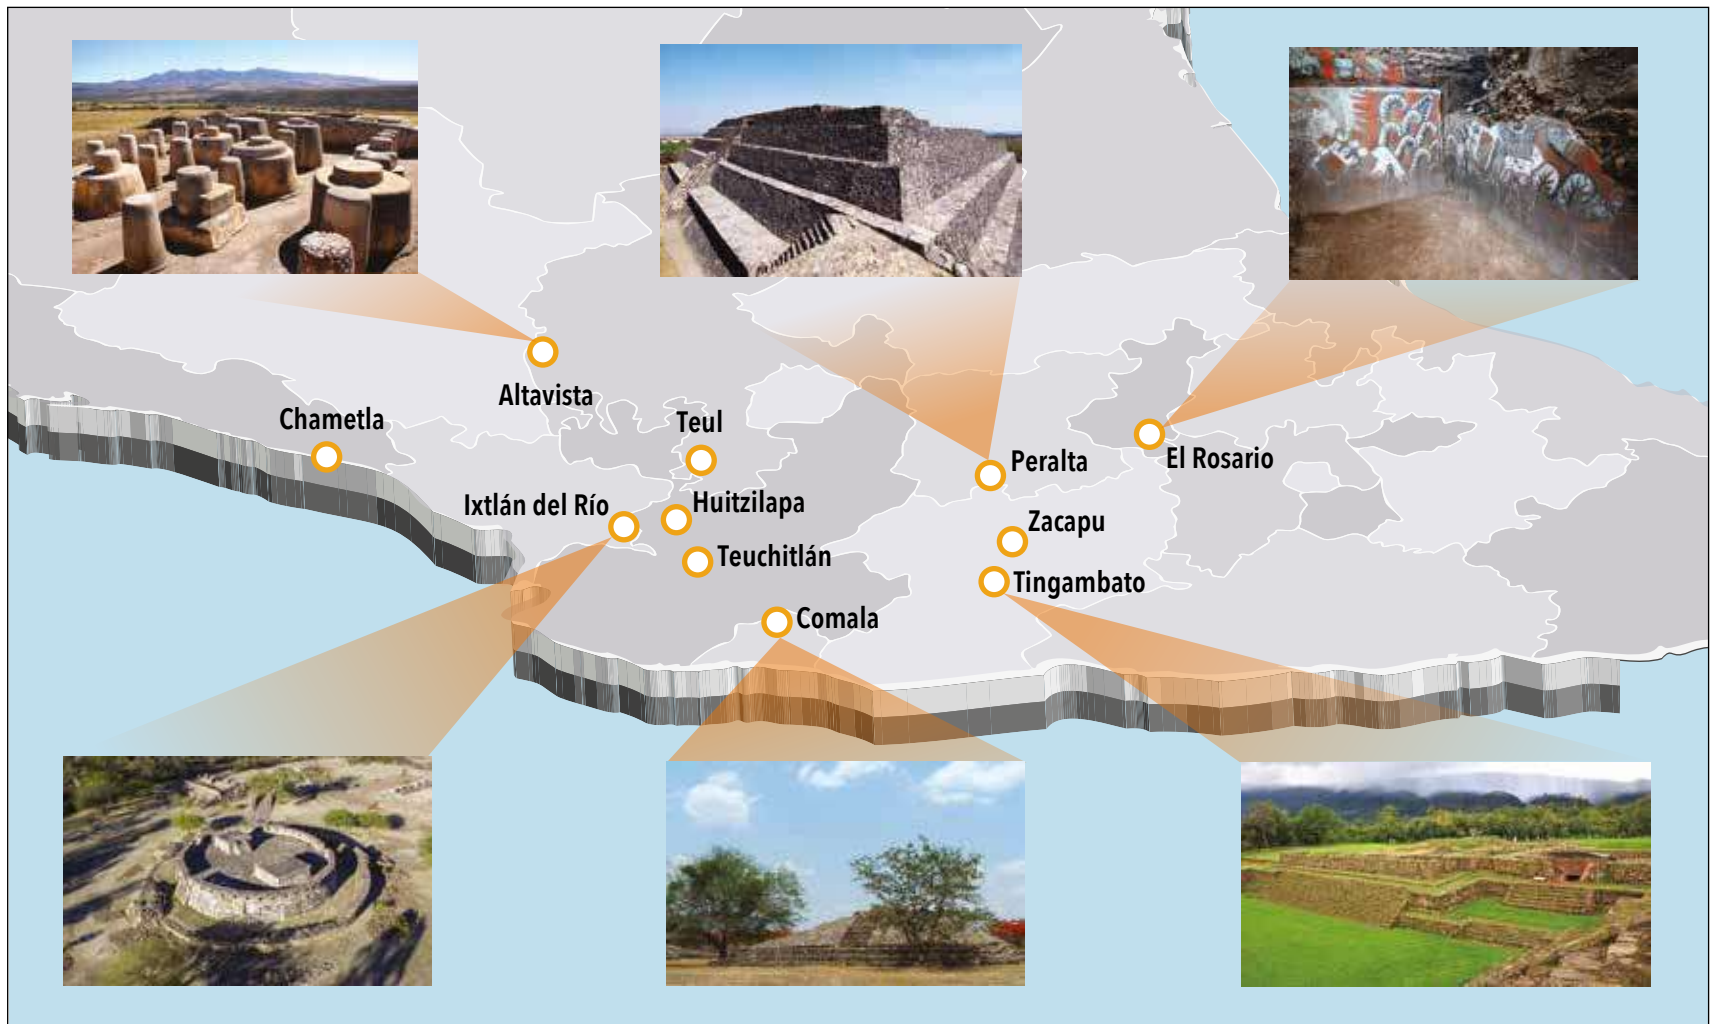 Altavista
Chametla
Teul
Peralta
El Rosario
Ixtlán del Río
Huitzilapa
Zacapu
Teuchitlán
Tingambato
Comala